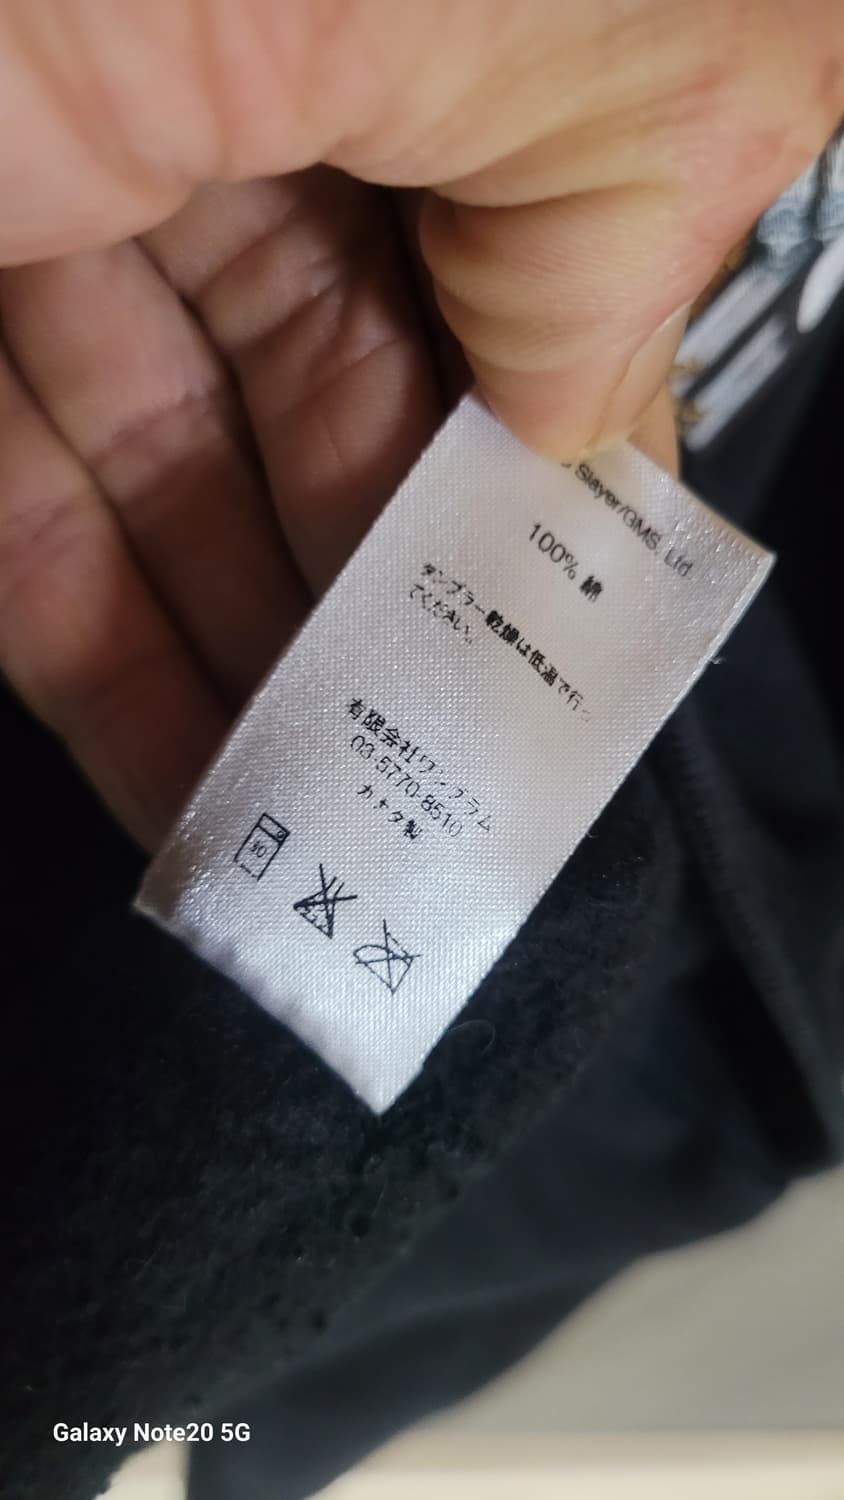 Slayer/GMS, Ltd
100% 綿
タンブラー乾燥は低温で行っ
てください。
有限会社ワングラム
03-5770-8510
カナダ製
Galaxy Note20 5G